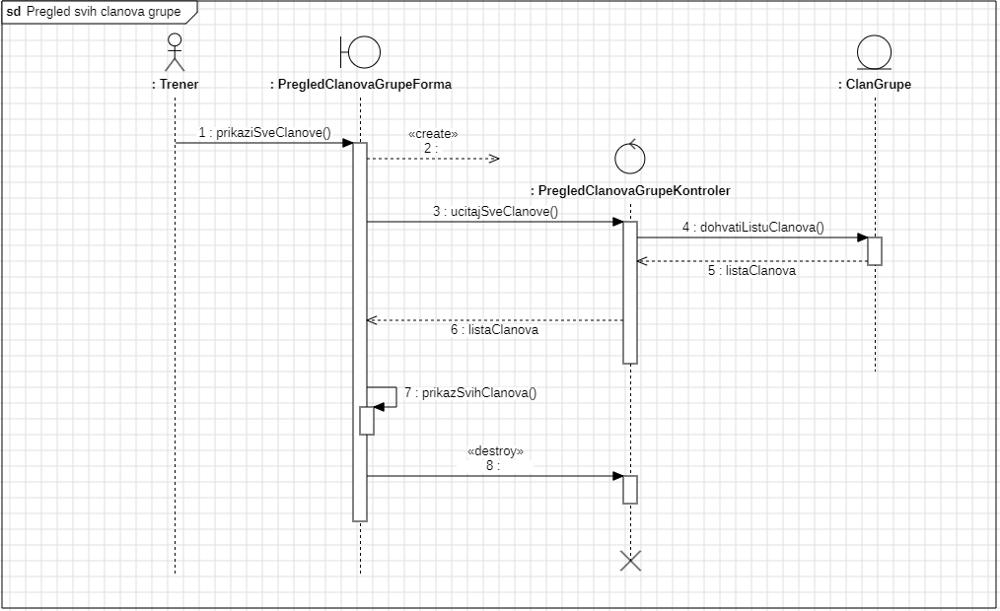 sd Pregled svih clanova grupe
: Trener
: PregledClanovaGrupeForma
: ClanGrupe
1 : prikaziSveClanove()
«create»
2 :
: PregledClanovaGrupeKontroler
3 : ucitajSveClanove()
4 : dohvatiListuClanova()
5 : listaClanova
6 : listaClanova
7 : prikazSvihClanova()
«destroy»
8 :